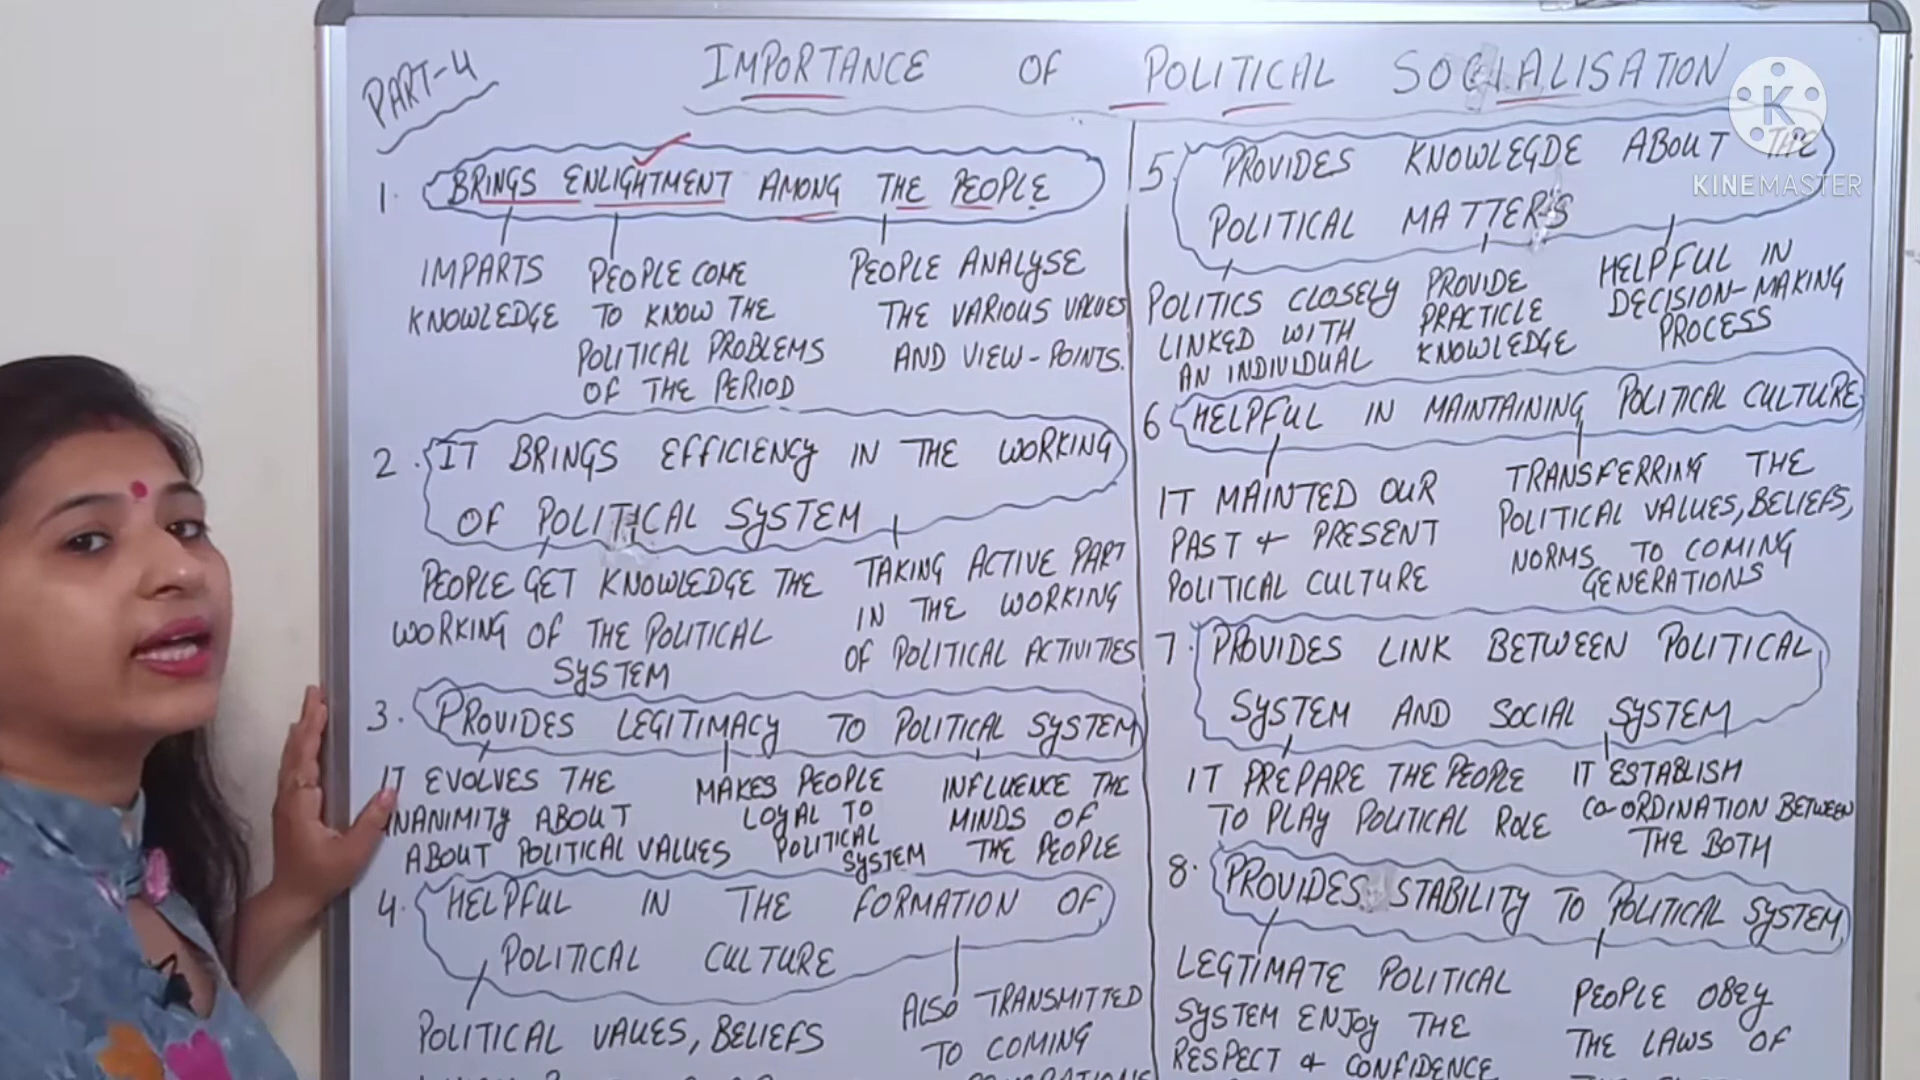 PART-4
IMPORTANCE OF POLITICAL SOCIALISATION
1. BRINGS ENLIGHTMENT AMONG THE PEOPLE
IMPARTS
KNOWLEDGE
PEOPLE COME
TO KNOW THE
POLITICAL PROBLEMS
OF THE PERIOD
PEOPLE ANALYSE
THE VARIOUS VALUES
AND VIEW-POINTS.
2. IT BRINGS EFFICIENCY IN THE WORKING
OF POLITICAL SYSTEM
PEOPLE GET KNOWLEDGE THE
WORKING OF THE POLITICAL
SYSTEM
TAKING ACTIVE PART
IN THE WORKING
OF POLITICAL ACTIVITIES
3. PROVIDES LEGITIMACY TO POLITICAL SYSTEM
IT EVOLVES THE
UNANIMITY ABOUT
ABOUT POLITICAL VALUES
MAKES PEOPLE
LOYAL TO
POLITICAL
SYSTEM
INFLUENCE THE
MINDS OF
THE PEOPLE
4. HELPFUL IN THE FORMATION OF
POLITICAL CULTURE
POLITICAL VALUES, BELIEFS
ALSO TRANSMITTED
TO COMING
5. PROVIDES KNOWLEGDE ABOUT THE
POLITICAL MATTER'S
POLITICS CLOSELY
LINKED WITH
AN INDIVIDUAL
PROVIDE
PRACTICLE
KNOWLEDGE
HELPFUL IN
DECISION-MAKING
PROCESS
6 HELPFUL IN MAINTAINING POLITICAL CULTURE
IT MAINTED OUR
PAST & PRESENT
POLITICAL CULTURE
TRANSFERRING THE
POLITICAL VALUES, BELIEFS,
NORMS TO COMING
GENERATIONS
7. PROVIDES LINK BETWEEN POLITICAL
SYSTEM AND SOCIAL SYSTEM
IT PREPARE THE PEOPLE
TO PLAY POLITICAL ROLE
IT ESTABLISH
CO-ORDINATION BETWEEN
THE BOTH
8. PROVIDES STABILITY TO POLITICAL SYSTEM
LEGTIMATE POLITICAL
SYSTEM ENJOY THE
RESPECT & CONFIDENCE
PEOPLE OBEY
THE LAWS OF
K
KINEMASTER